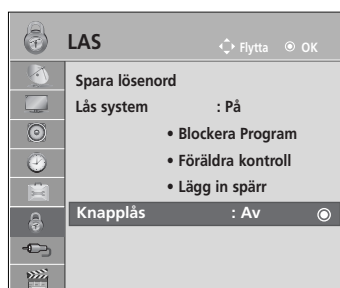 LAS
Flytta OK
Spara lösenord
Lås system : På
• Blockera Program
• Föräldra kontroll
• Lägg in spärr
Knapplås : Av